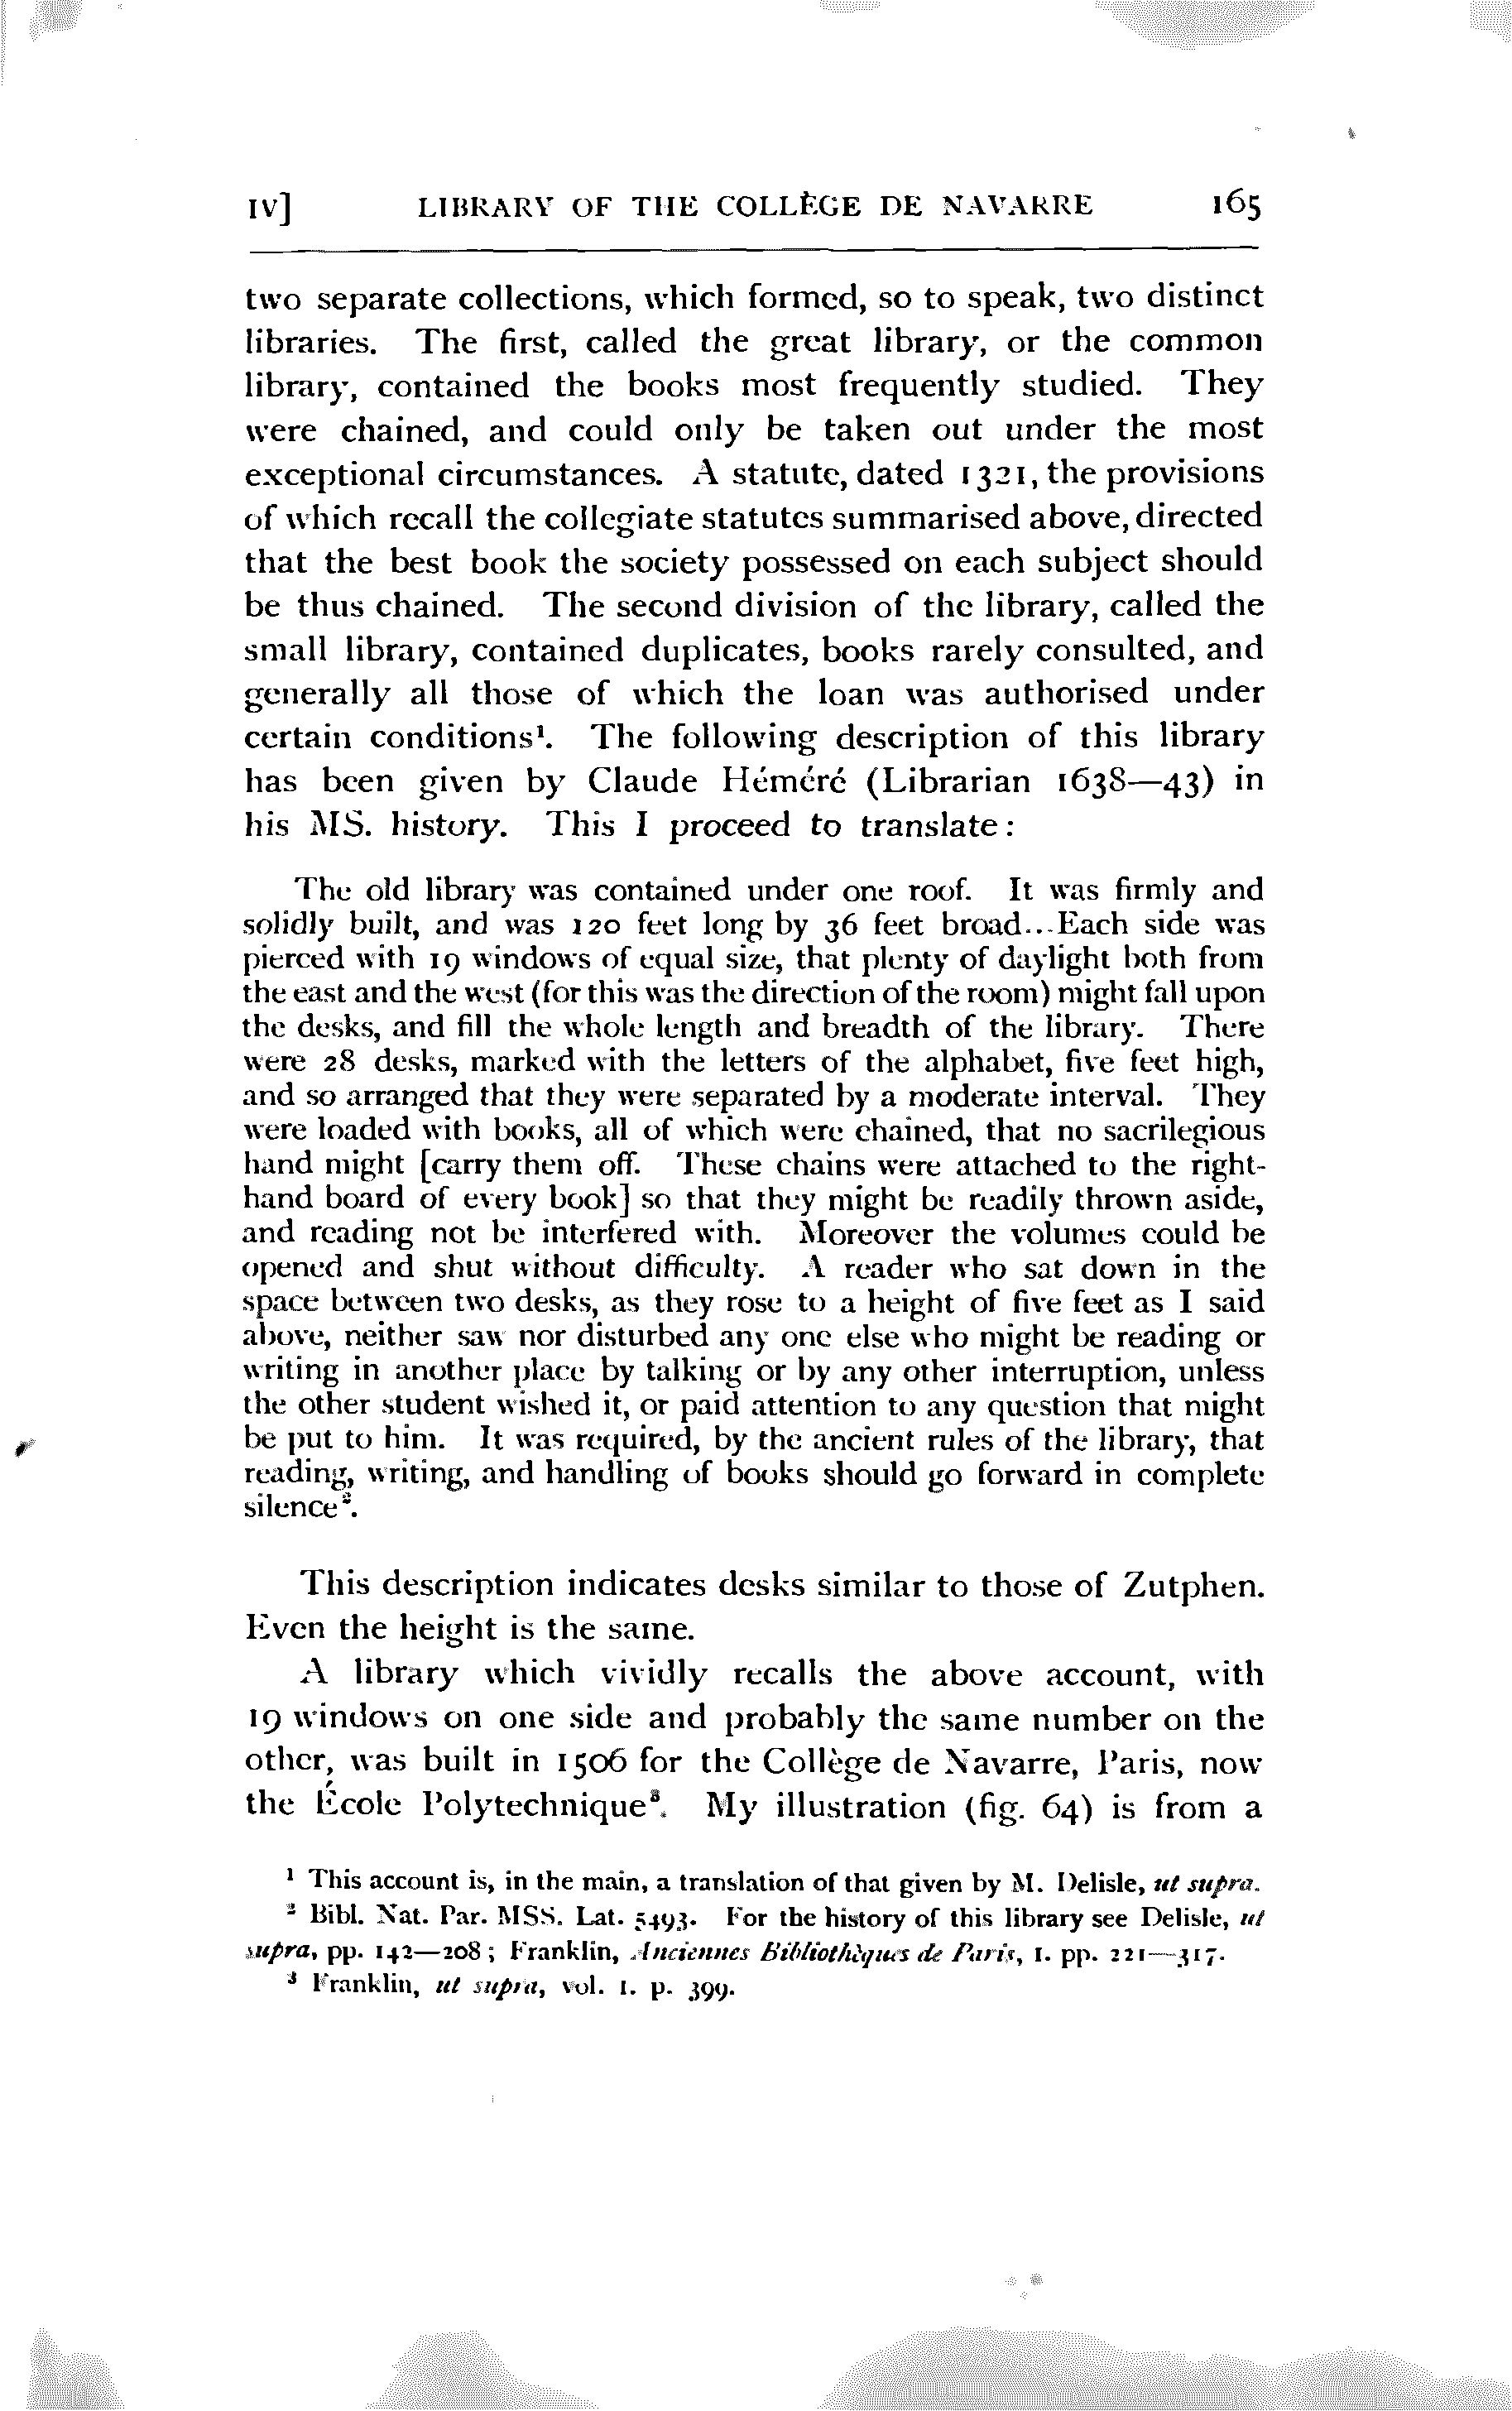 IV] LIBRARY OF THE COLLÈGE DE NAVARRE 165
two separate collections, which formed, so to speak, two distinct
libraries. The first, called the great library, or the common
library, contained the books most frequently studied. They
were chained, and could only be taken out under the most
exceptional circumstances. A statute, dated 1321, the provisions
of which recall the collegiate statutes summarised above, directed
that the best book the society possessed on each subject should
be thus chained. The second division of the library, called the
small library, contained duplicates, books rarely consulted, and
generally all those of which the loan was authorised under
certain conditions¹. The following description of this library
has been given by Claude Héméré (Librarian 1638—43) in
his MS. history. This I proceed to translate:
The old library was contained under one roof. It was firmly and
solidly built, and was 120 feet long by 36 feet broad...Each side was
pierced with 19 windows of equal size, that plenty of daylight both from
the east and the west (for this was the direction of the room) might fall upon
the desks, and fill the whole length and breadth of the library. There
were 28 desks, marked with the letters of the alphabet, five feet high,
and so arranged that they were separated by a moderate interval. They
were loaded with books, all of which were chained, that no sacrilegious
hand might [carry them off. These chains were attached to the right-
hand board of every book] so that they might be readily thrown aside,
and reading not be interfered with. Moreover the volumes could be
opened and shut without difficulty. A reader who sat down in the
space between two desks, as they rose to a height of five feet as I said
above, neither saw nor disturbed any one else who might be reading or
writing in another place by talking or by any other interruption, unless
the other student wished it, or paid attention to any question that might
be put to him. It was required, by the ancient rules of the library, that
reading, writing, and handling of books should go forward in complete
silence².
This description indicates desks similar to those of Zutphen.
Even the height is the same.
A library which vividly recalls the above account, with
19 windows on one side and probably the same number on the
other, was built in 1506 for the Collège de Navarre, Paris, now
the École Polytechnique³. My illustration (fig. 64) is from a
¹ This account is, in the main, a translation of that given by M. Delisle, ut supra.
² Bibl. Nat. Par. MSS. Lat. 5493. For the history of this library see Delisle, ut
supra, pp. 142—208; Franklin, Anciennes Bibliothèques de Paris, I. pp. 221—317.
³ Franklin, ut supra, vol. I. p. 399.